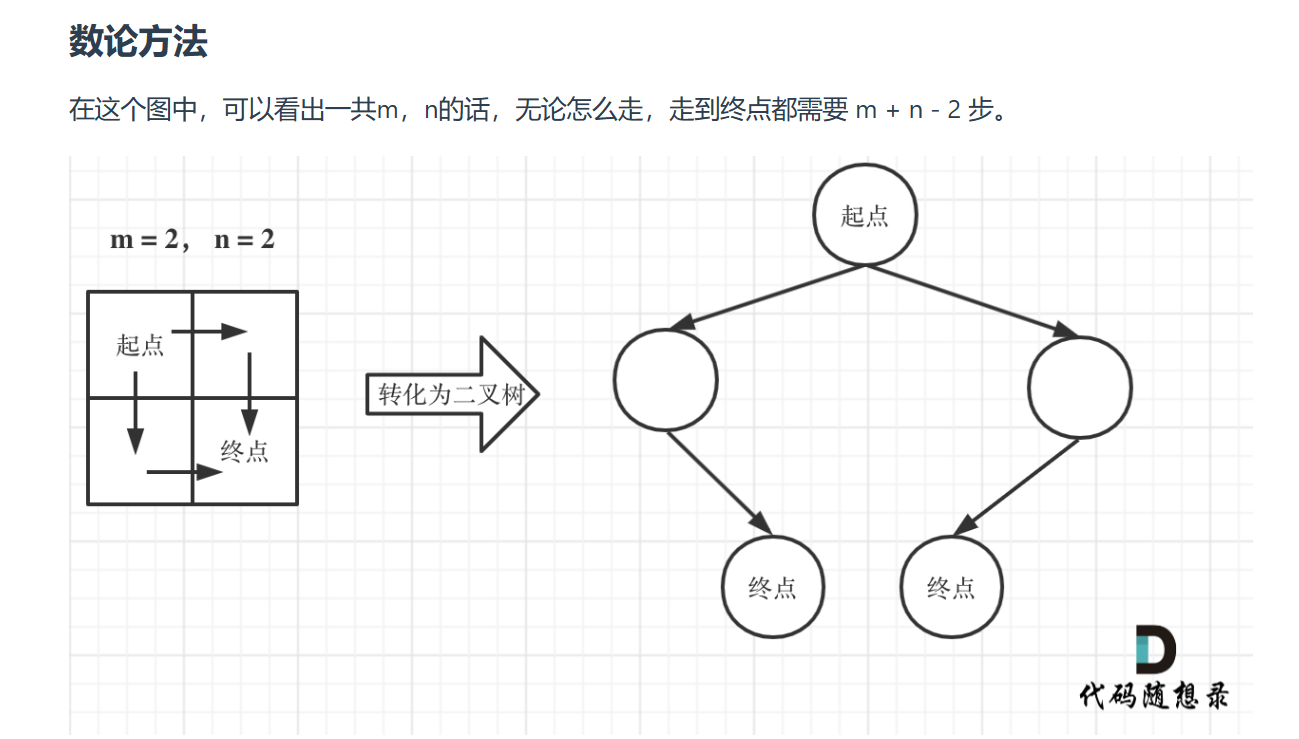 数论方法
在这个图中，可以看出一共m，n的话，无论怎么走，走到终点都需要 m + n - 2 步。
m = 2， n = 2
起点
终点
转化为二叉树
起点
终点
终点
代码随想录